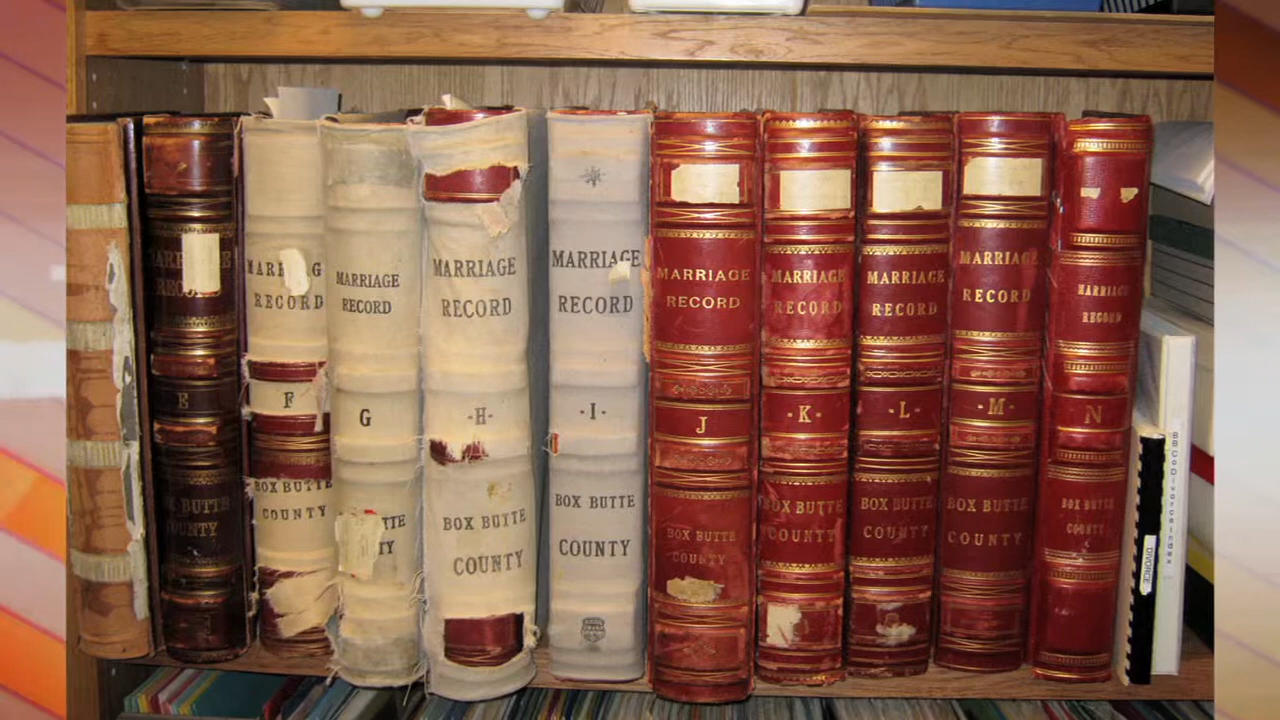 RECORD
E
BOX BUTTE
COUNTY
RECORD
F
BOX BUTTE
COUNTY
MARRIAGE
RECORD
G
MARRIAGE
RECORD
-H-
BOX BUTTE
COUNTY
MARRIAGE
RECORD
-I-
BOX BUTTE
COUNTY
MARRIAGE
RECORD
J
BOX BUTTE
COUNTY
MARRIAGE
RECORD
-K-
BOX BUTTE
COUNTY
MARRIAGE
RECORD
-L-
BOX BUTTE
COUNTY
MARRIAGE
RECORD
-M-
BOX BUTTE
COUNTY
MARRIAGE
RECORD
N
BOX BUTTE
COUNTY
DIVORCE
BBCoDivorceIndex